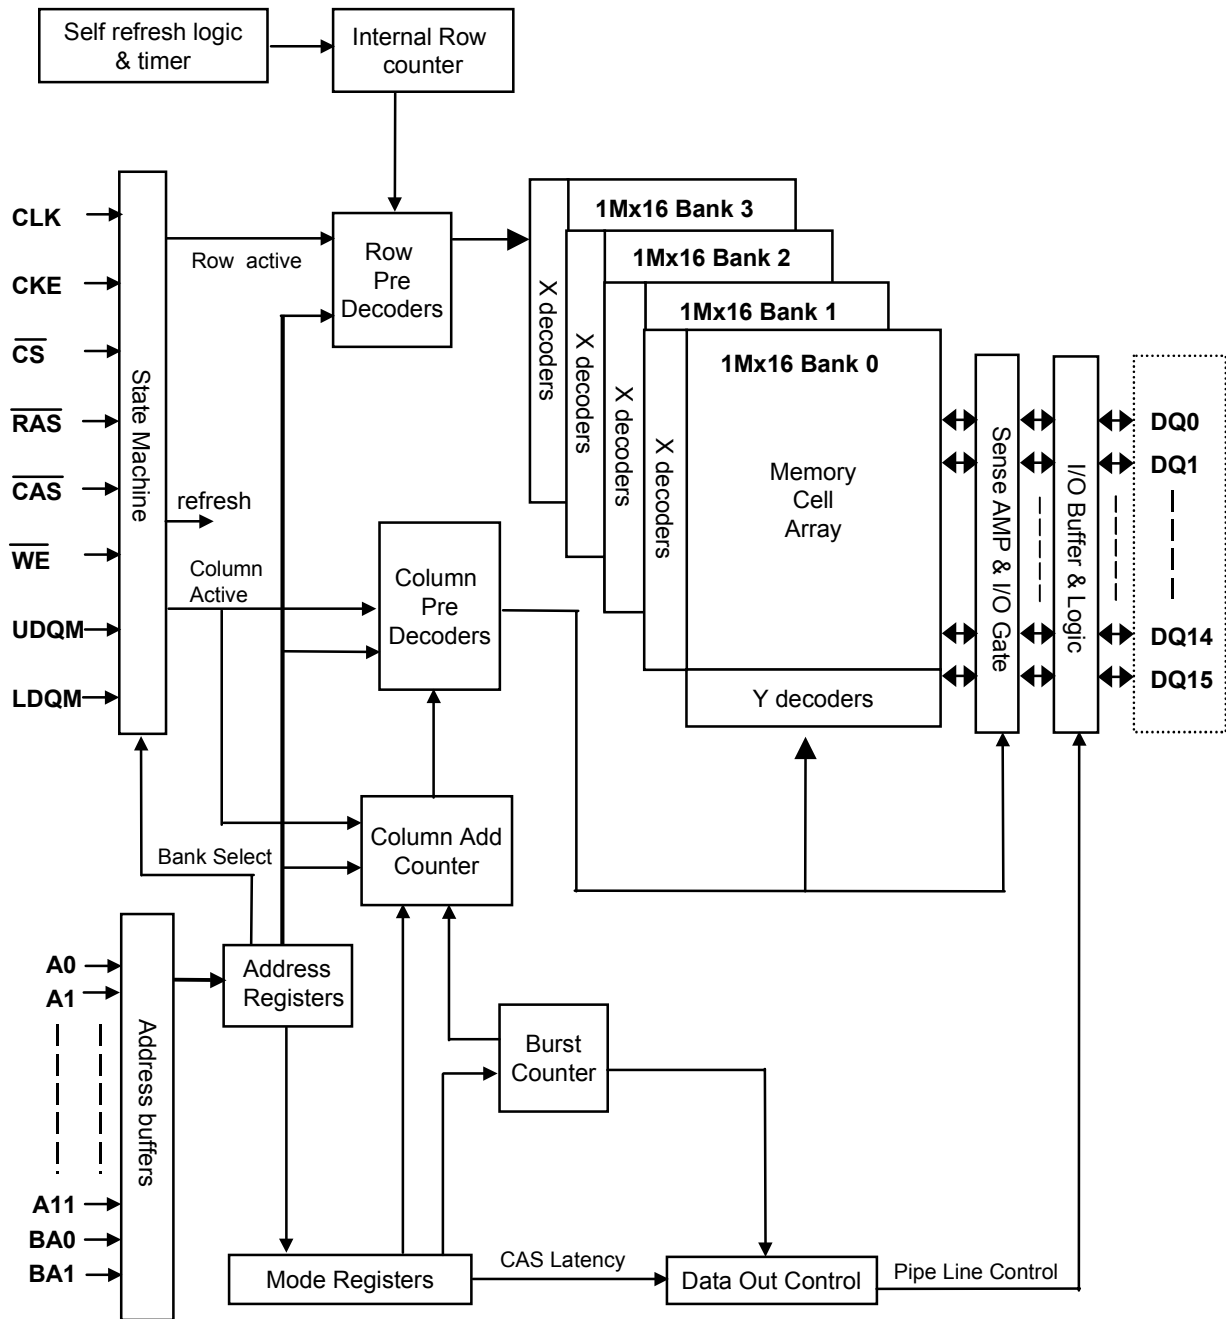 Self refresh logic
& timer
Internal Row
counter
CLK
CKE
CS
RAS
CAS
WE
UDQM
LDQM
State Machine
Row active
refresh
Column
Active
Bank Select
Row
Pre
Decoders
Column
Pre
Decoders
Column Add
Counter
X decoders
X decoders
X decoders
X decoders
1Mx16 Bank 3
1Mx16 Bank 2
1Mx16 Bank 1
1Mx16 Bank 0
Memory
Cell
Array
Y decoders
Sense AMP & I/O Gate
I/O Buffer & Logic
DQ0
DQ1
DQ14
DQ15
A0
A1
A11
BA0
BA1
Address buffers
Address
Registers
Burst
Counter
Mode Registers
CAS Latency
Data Out Control
Pipe Line Control